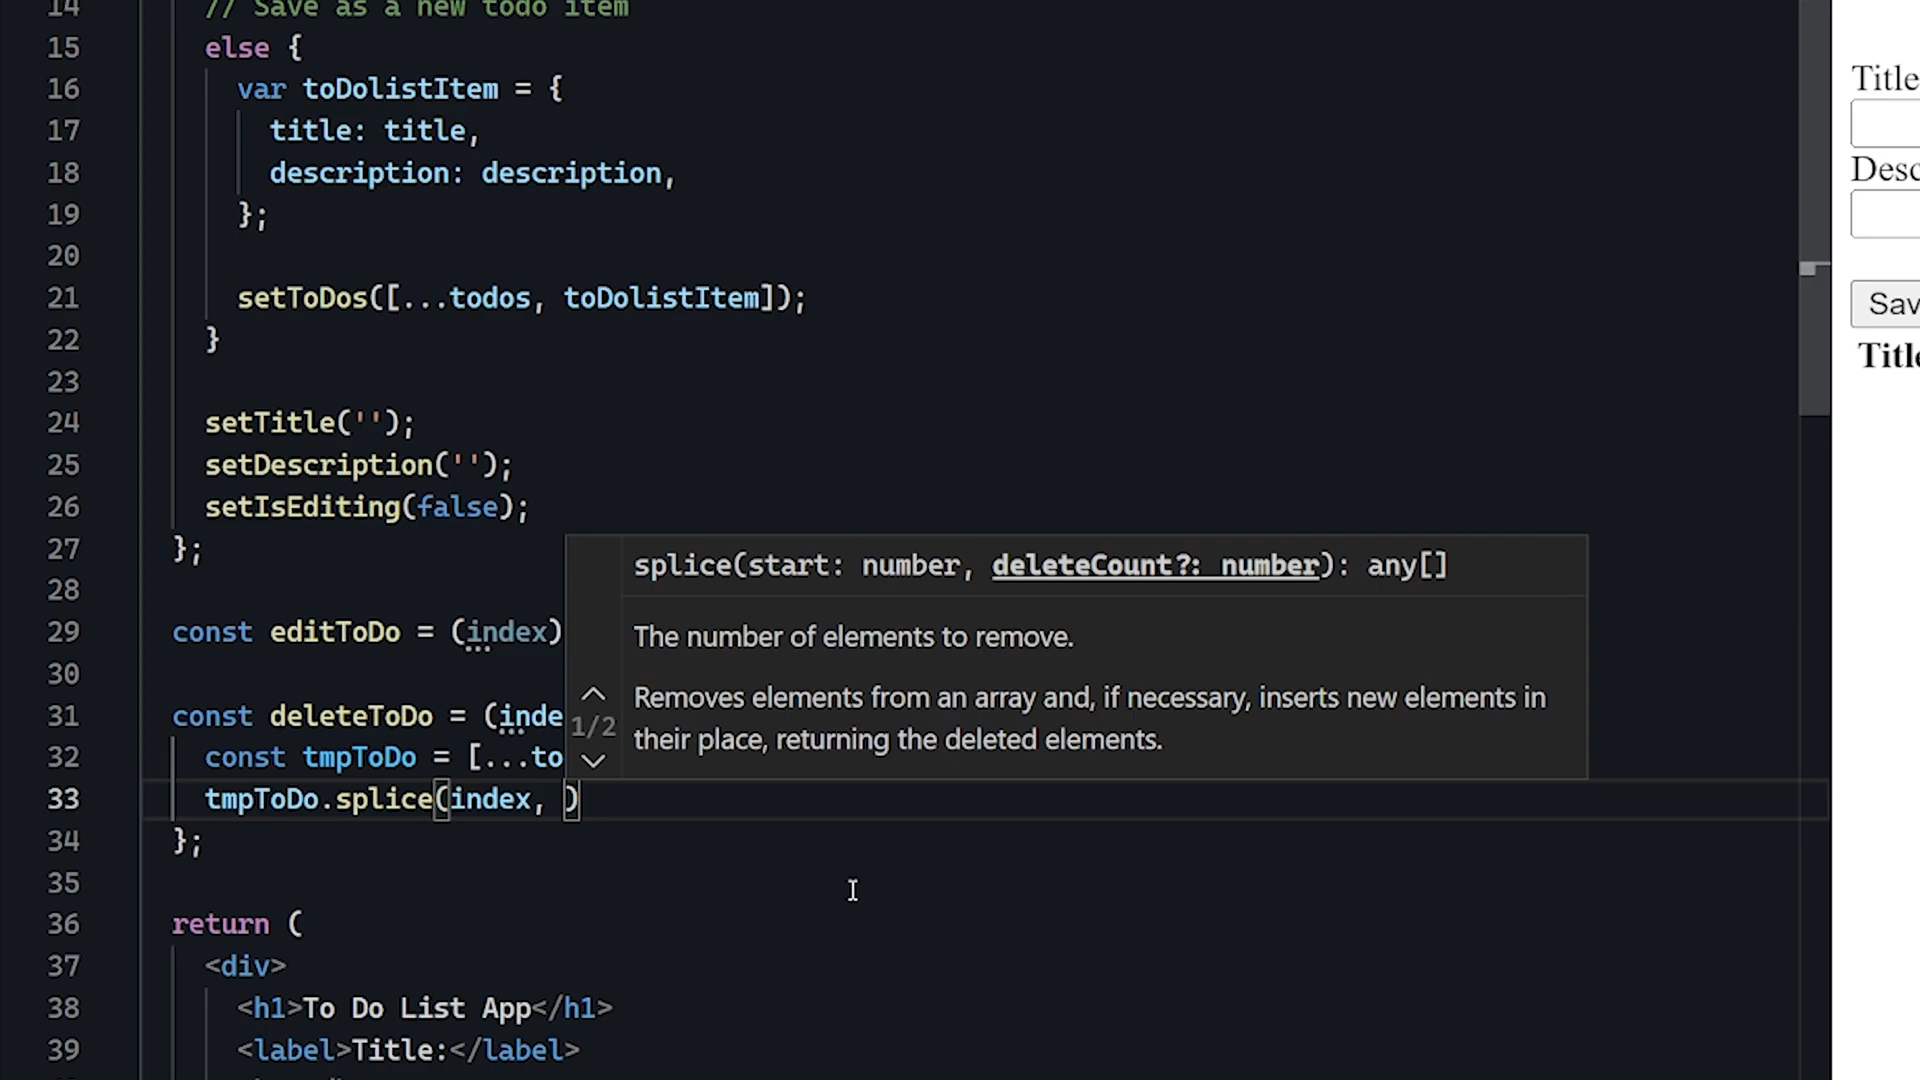 14 // Save as a new todo item
15 else {
16 var toDolistItem = {
17 title: title,
18 description: description,
19 };
20
21 setToDos([...todos, toDolistItem]);
22 }
23
24 setTitle('');
25 setDescription('');
26 setIsEditing(false);
27 };
28
29 const editToDo = (index)
30
31 const deleteToDo = (inde
32 const tmpToDo = [...to
33 tmpToDo.splice(index, )
34 };
35
36 return (
37 <div>
38 <h1>To Do List App</h1>
39 <label>Title:</label>
splice(start: number, deleteCount?: number): any[]
The number of elements to remove.
1/2
Removes elements from an array and, if necessary, inserts new elements in
their place, returning the deleted elements.
Title
Desc
Sav
Title